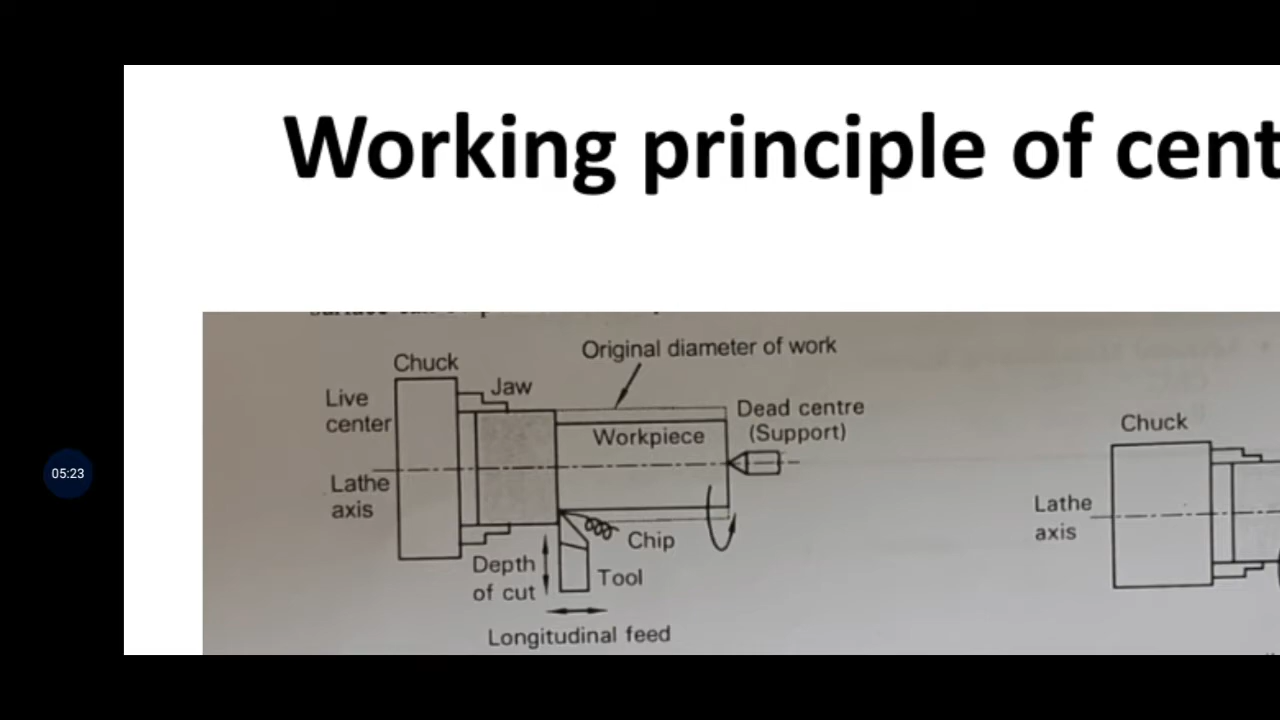 Working principle of cent
Original diameter of work
Chuck
Jaw
Live
center
Dead centre
(Support)
Workpiece
Lathe
axis
Chip
Depth
of cut
Tool
Longitudinal feed
Chuck
Lathe
axis
05:23